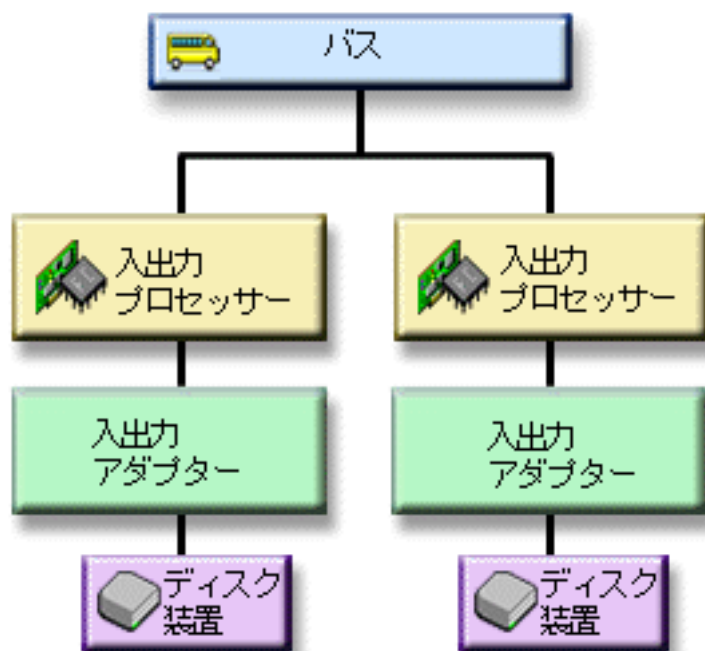 バス
入出力
プロセッサー
入出力
プロセッサー
入出力
アダプター
入出力
アダプター
ディスク
装置
ディスク
装置